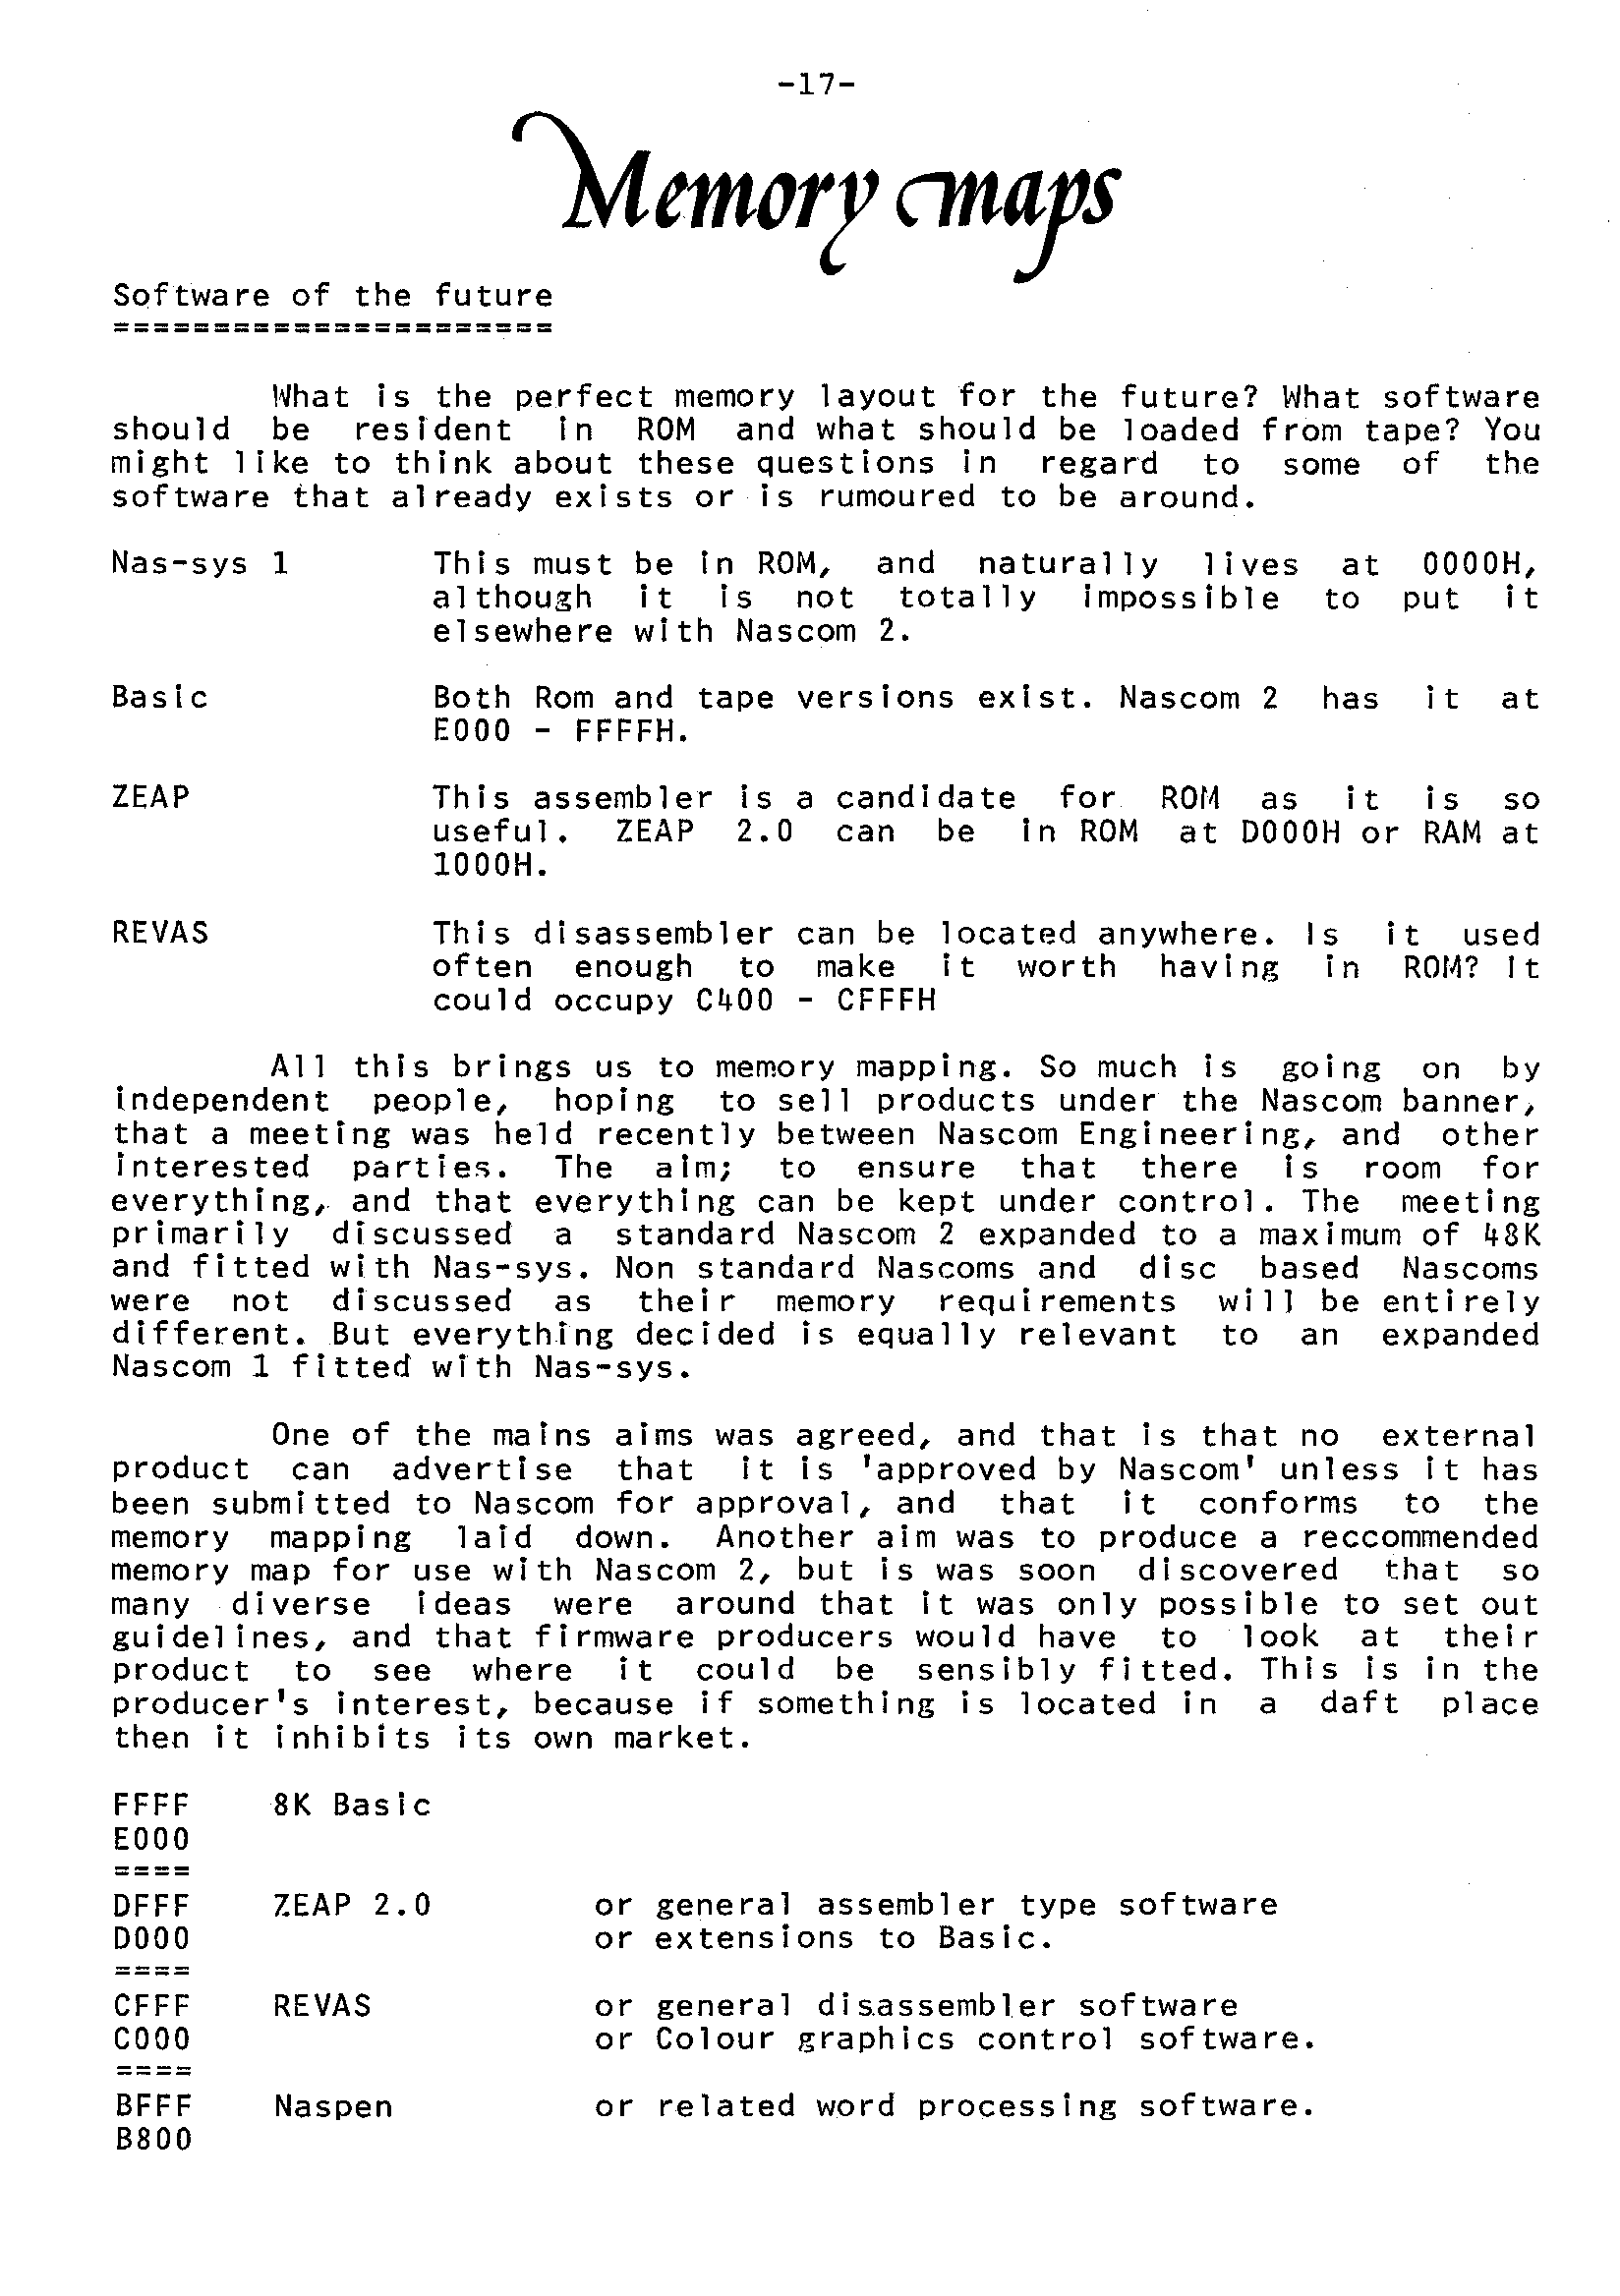 -17-
Memory maps
Software of the future
======================
What is the perfect memory layout for the future? What software
should be resident in ROM and what should be loaded from tape? You
might like to think about these questions in regard to some of the
software that already exists or is rumoured to be around.
Nas-sys 1 This must be in ROM, and naturally lives at 0000H,
although it is not totally impossible to put it
elsewhere with Nascom 2.
Basic Both Rom and tape versions exist. Nascom 2 has it at
E000 - FFFFH.
ZEAP This assembler is a candidate for ROM as it is so
useful. ZEAP 2.0 can be in ROM at D000H or RAM at
1000H.
REVAS This disassembler can be located anywhere. Is it used
often enough to make it worth having in ROM? It
could occupy C400 - CFFFH
All this brings us to memory mapping. So much is going on by
independent people, hoping to sell products under the Nascom banner,
that a meeting was held recently between Nascom Engineering, and other
interested parties. The aim; to ensure that there is room for
everything, and that everything can be kept under control. The meeting
primarily discussed a standard Nascom 2 expanded to a maximum of 48K
and fitted with Nas-sys. Non standard Nascoms and disc based Nascoms
were not discussed as their memory requirements will be entirely
different. But everything decided is equally relevant to an expanded
Nascom 1 fitted with Nas-sys.
One of the mains aims was agreed, and that is that no external
product can advertise that it is 'approved by Nascom' unless it has
been submitted to Nascom for approval, and that it conforms to the
memory mapping laid down. Another aim was to produce a reccommended
memory map for use with Nascom 2, but is was soon discovered that so
many diverse ideas were around that it was only possible to set out
guidelines, and that firmware producers would have to look at their
product to see where it could be sensibly fitted. This is in the
producer's interest, because if something is located in a daft place
then it inhibits its own market.
FFFF 8K Basic
E000
====
DFFF ZEAP 2.0 or general assembler type software
D000 or extensions to Basic.
====
CFFF REVAS or general disassembler software
C000 or Colour graphics control software.
====
BFFF Naspen or related word processing software.
B800